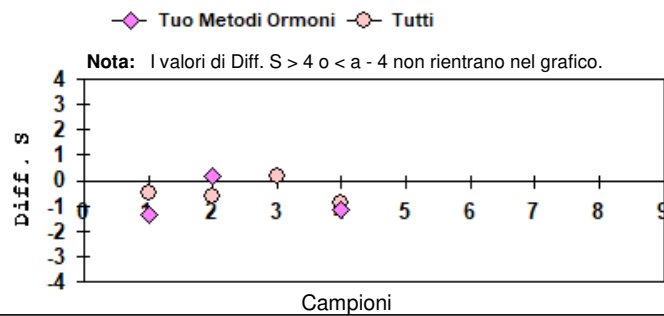 Tuo Metodi Ormoni Tutti
Nota: I valori di Diff. S > 4 o < a - 4 non rientrano nel grafico.
4
3
2
1
0
-1
-2
-3
-4
Diff. S
0 1 2 3 4 5 6 7 8 9
Campioni